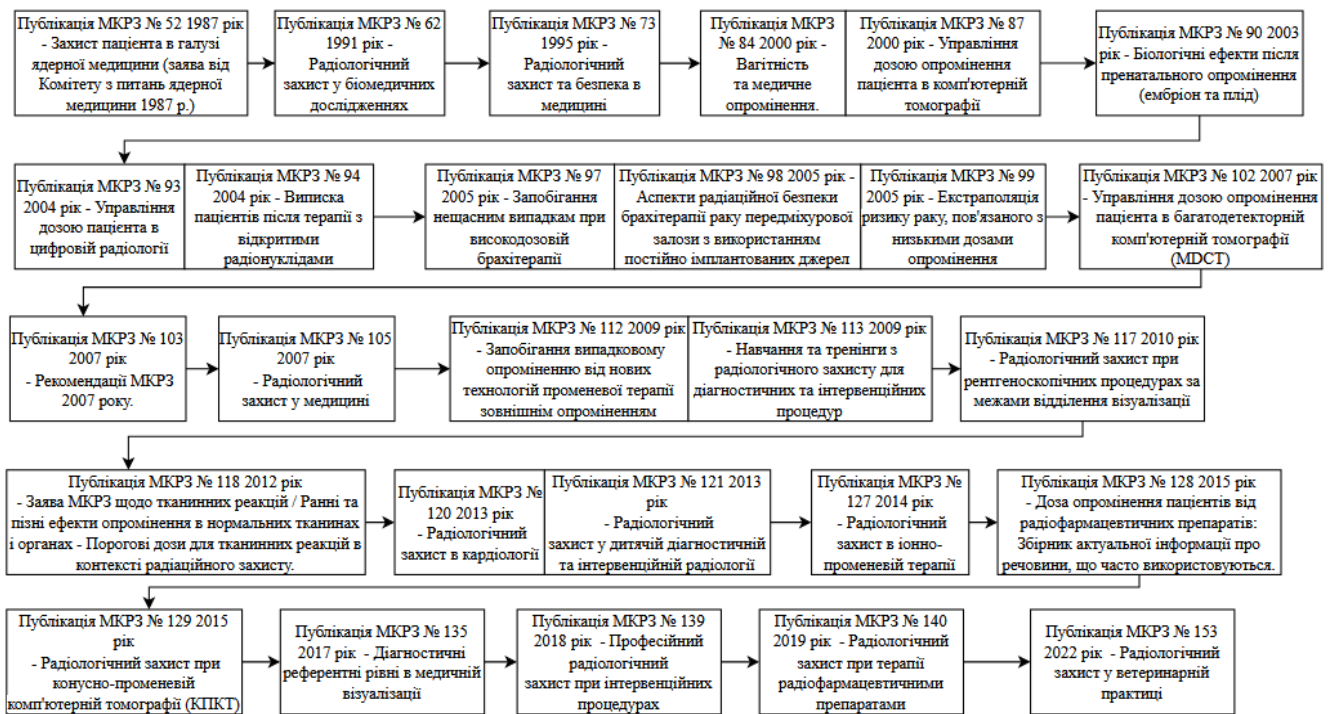 Публікація МКРЗ № 52 1987 рік
- Захист пацієнта в галузі
ядерної медицини (заява від
Комітету з питань ядерної
медицини 1987 р.)
Публікація МКРЗ № 62
1991 рік -
Радіологічний
захист у біомедичних
дослідженнях
Публікація МКРЗ № 73
1995 рік -
Радіологічний
захист та безпека в
медицині
Публікація МКРЗ
№ 84 2000 рік -
Вагітність
та медичне
опромінення.
Публікація МКРЗ № 87
2000 рік - Управління
дозою опромінення
пацієнта в комп'ютерній
томографії
Публікація МКРЗ № 90 2003
рік - Біологічні ефекти після
пренатального опромінення
(ембріон та плід)
Публікація МКРЗ № 93
2004 рік - Управління
дозою пацієнта в
цифровій радіології
Публікація МКРЗ № 94
2004 рік - Виписка
пацієнтів після терапії з
відкритими
радіонуклідами
Публікація МКРЗ № 97
2005 рік - Запобігання
нещасним випадкам при
високодозовій
брахітерапії
Публікація МКРЗ № 98 2005 рік -
Аспекти радіаційної безпеки
брахітерапії раку передміхурової
залози з використанням
постійно імплантованих джерел
Публікація МКРЗ № 99
2005 рік - Екстраполяція
ризику раку, пов'язаного з
низькими дозами
опромінення
Публікація МКРЗ № 102 2007 рік
- Управління дозою опромінення
пацієнта в багатодетекторній
комп'ютерній томографії
(MDCT)
Публікація МКРЗ № 103
2007 рік
- Рекомендації МКРЗ
2007 року.
Публікація МКРЗ № 105
2007 рік
- Радіологічний
захист у медицині
Публікація МКРЗ № 112 2009 рік
- Запобігання випадковому
опроміненню від нових
технологій променевої терапії
зовнішнім опроміненням
Публікація МКРЗ № 113 2009 рік
- Навчання та тренінги з
радіологічного захисту для
діагностичних та інтервенційних
процедур
Публікація МКРЗ № 117 2010 рік
- Радіологічний захист при
рентгеноскопічних процедурах за
межами відділення візуалізації
Публікація МКРЗ № 118 2012 рік
- Заява МКРЗ щодо тканинних реакцій / Ранні та
пізні ефекти опромінення в нормальних тканинах
і органах - Порогові дози для тканинних реакцій в
контексті радіаційного захисту.
Публікація МКРЗ №
120 2013 рік
- Радіологічний
захист в кардіології
Публікація МКРЗ № 121 2013
рік
- Радіологічний
захист у дитячій діагностичній
та інтервенційній радіології
Публікація МКРЗ №
127 2014 рік
- Радіологічний
захист в іонно-
променевій терапії
Публікація МКРЗ № 128 2015 рік
- Доза опромінення пацієнтів від
радіофармацевтичних препаратів:
Збірник актуальної інформації про
речовини, що часто використовуються.
Публікація МКРЗ № 129 2015
рік
- Радіологічний захист при
конусно-променевій
комп'ютерній томографії (КПКТ)
Публікація МКРЗ № 135
2017 рік - Діагностичні
референтні рівні в медичній
візуалізації
Публікація МКРЗ № 139
2018 рік - Професійний
радіологічний
захист при інтервенційних
процедурах
Публікація МКРЗ № 140
2019 рік - Радіологічний
захист при терапії
радіофармацевтичними
препаратами
Публікація МКРЗ № 153
2022 рік - Радіологічний
захист у ветеринарній
практиці